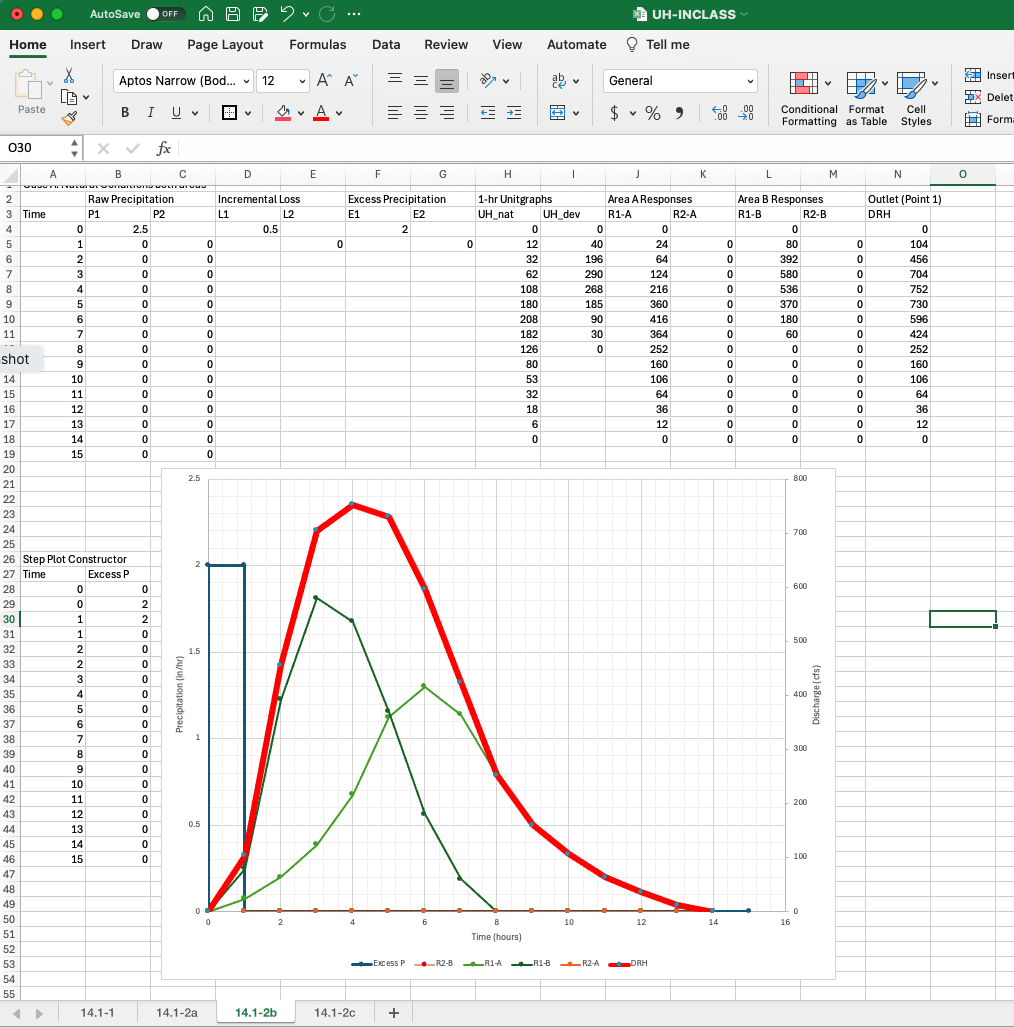 AutoSave OFF UH-INCLASS
Home Insert Draw Page Layout Formulas Data Review View Automate Tell me
Paste Aptos Narrow (Bod... 12 A A General Insert
B I U A ab $ % Conditional Formatting Format as Table Cell Styles Delet
Form
O30 fx
A B C D E F G H I J K L M N O
2 Raw Precipitation Incremental Loss Excess Precipitation 1-hr Unitgraphs Area A Responses Area B Responses Outlet (Point 1)
3 Time P1 P2 L1 L2 E1 E2 UH_nat UH_dev R1-A R2-A R1-B R2-B DRH
4 0 2.5 0.5 2 0 0 0 0 0
5 1 0 0 0 0 12 40 24 0 80 0 104
6 2 0 0 32 196 64 0 392 0 456
7 3 0 0 62 290 124 0 580 0 704
8 4 0 0 108 268 216 0 536 0 752
9 5 0 0 180 185 360 0 370 0 730
10 6 0 0 208 90 416 0 180 0 596
11 7 0 0 182 30 364 0 60 0 424
shot 8 0 0 126 0 252 0 0 0 252
9 0 0 80 160 0 0 0 160
14 10 0 0 53 106 0 0 0 106
15 11 0 0 32 64 0 0 0 64
16 12 0 0 18 36 0 0 0 36
17 13 0 0 6 12 0 0 0 12
18 14 0 0 0 0 0 0 0 0
19 15 0 0
20
21
22
23
24
25
26 Step Plot Constructor
27 Time Excess P
28 0 0
29 0 2
30 1 2
31 1 0
32 2 0
33 2 0
34 3 0
35 4 0
36 5 0
37 6 0
38 7 0
39 8 0
40 9 0
41 10 0
42 11 0
43 12 0
44 13 0
45 14 0
46 15 0
47
48
49
50
51
52
53
54
55
2.5
2
1.5
1
0.5
0
Precipitation (in/hr)
800
700
600
500
400
300
200
100
0
Discharge (cfs)
0 2 4 6 8 10 12 14 16
Time (hours)
Excess P R2-B R1-A R1-B R2-A DRH
14.1-1 14.1-2a 14.1-2b 14.1-2c +